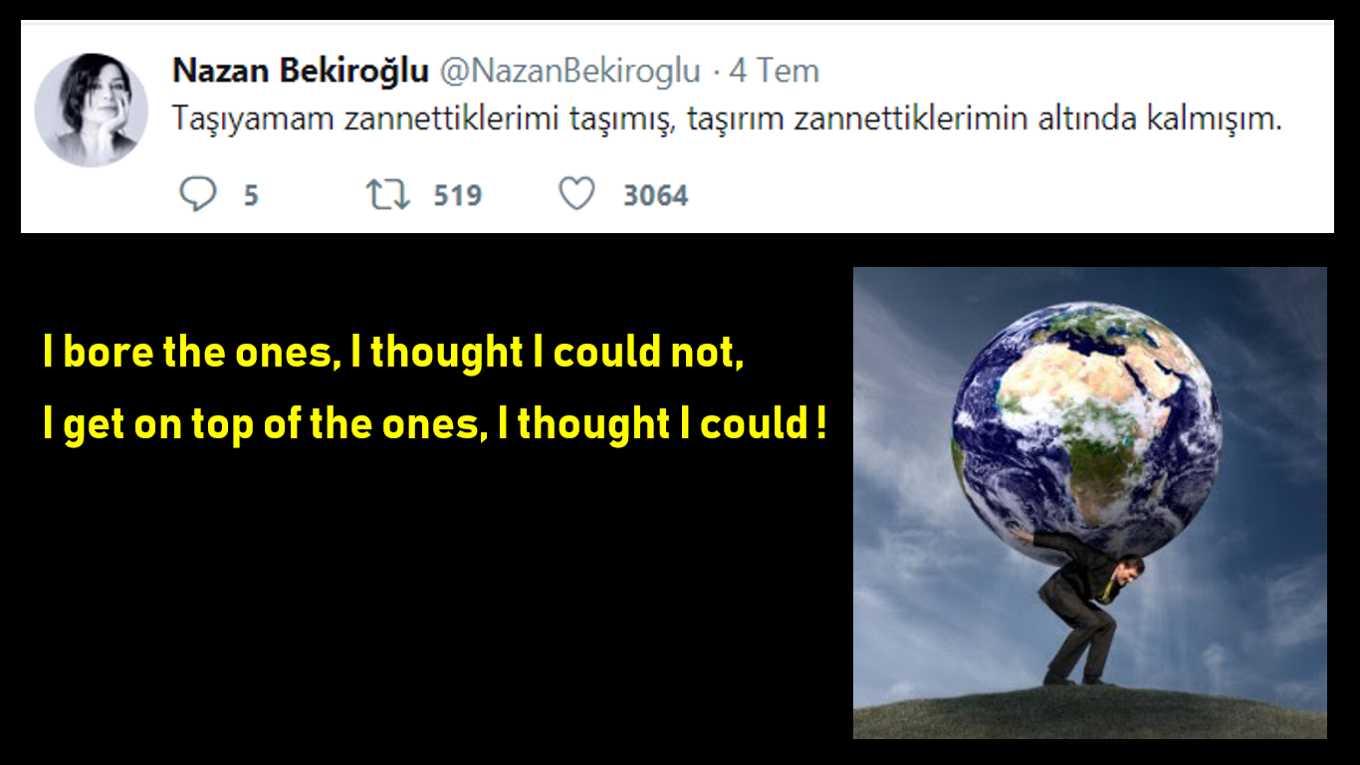 Nazan Bekiroğlu @NazanBekiroglu · 4 Tem
Taşıyamam zannettiklerimi taşımış, taşırım zannettiklerimin altında kalmışım.
5 519 3064
I bore the ones, I thought I could not,
I get on top of the ones, I thought I could !